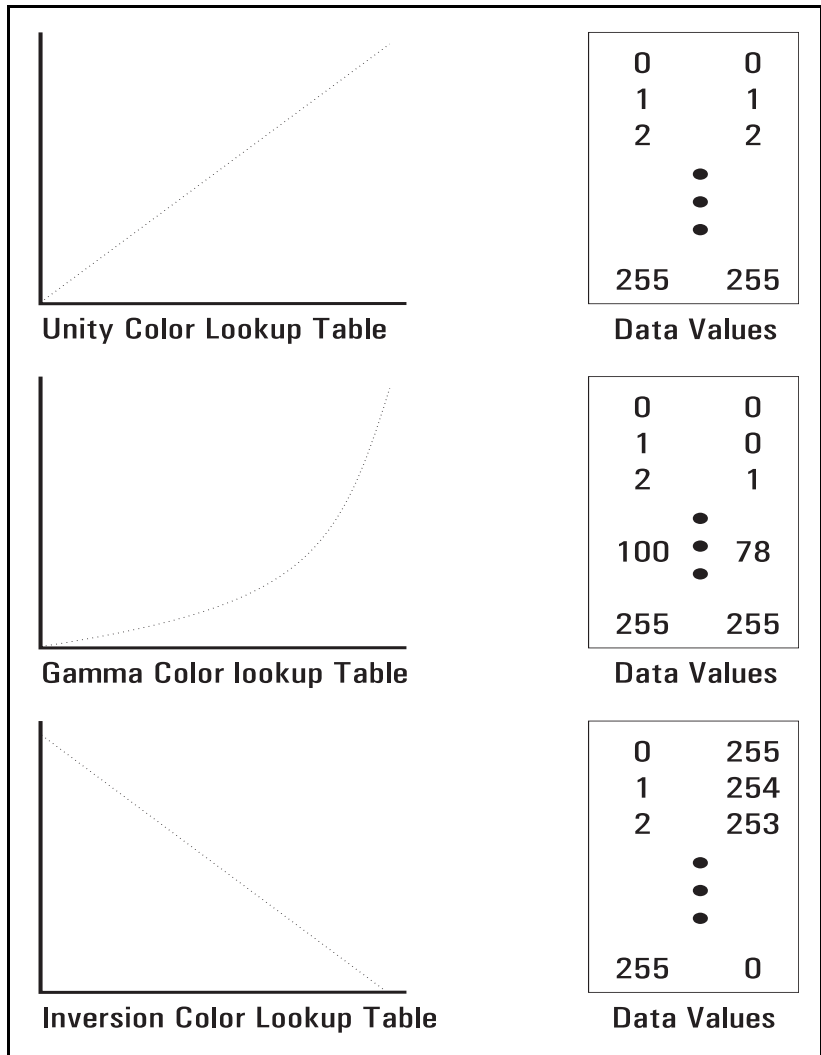 0 0
1 1
2 2
255 255
Unity Color Lookup Table
Data Values
0 0
1 0
2 1
100 78
255 255
Gamma Color lookup Table
Data Values
0 255
1 254
2 253
255 0
Inversion Color Lookup Table
Data Values